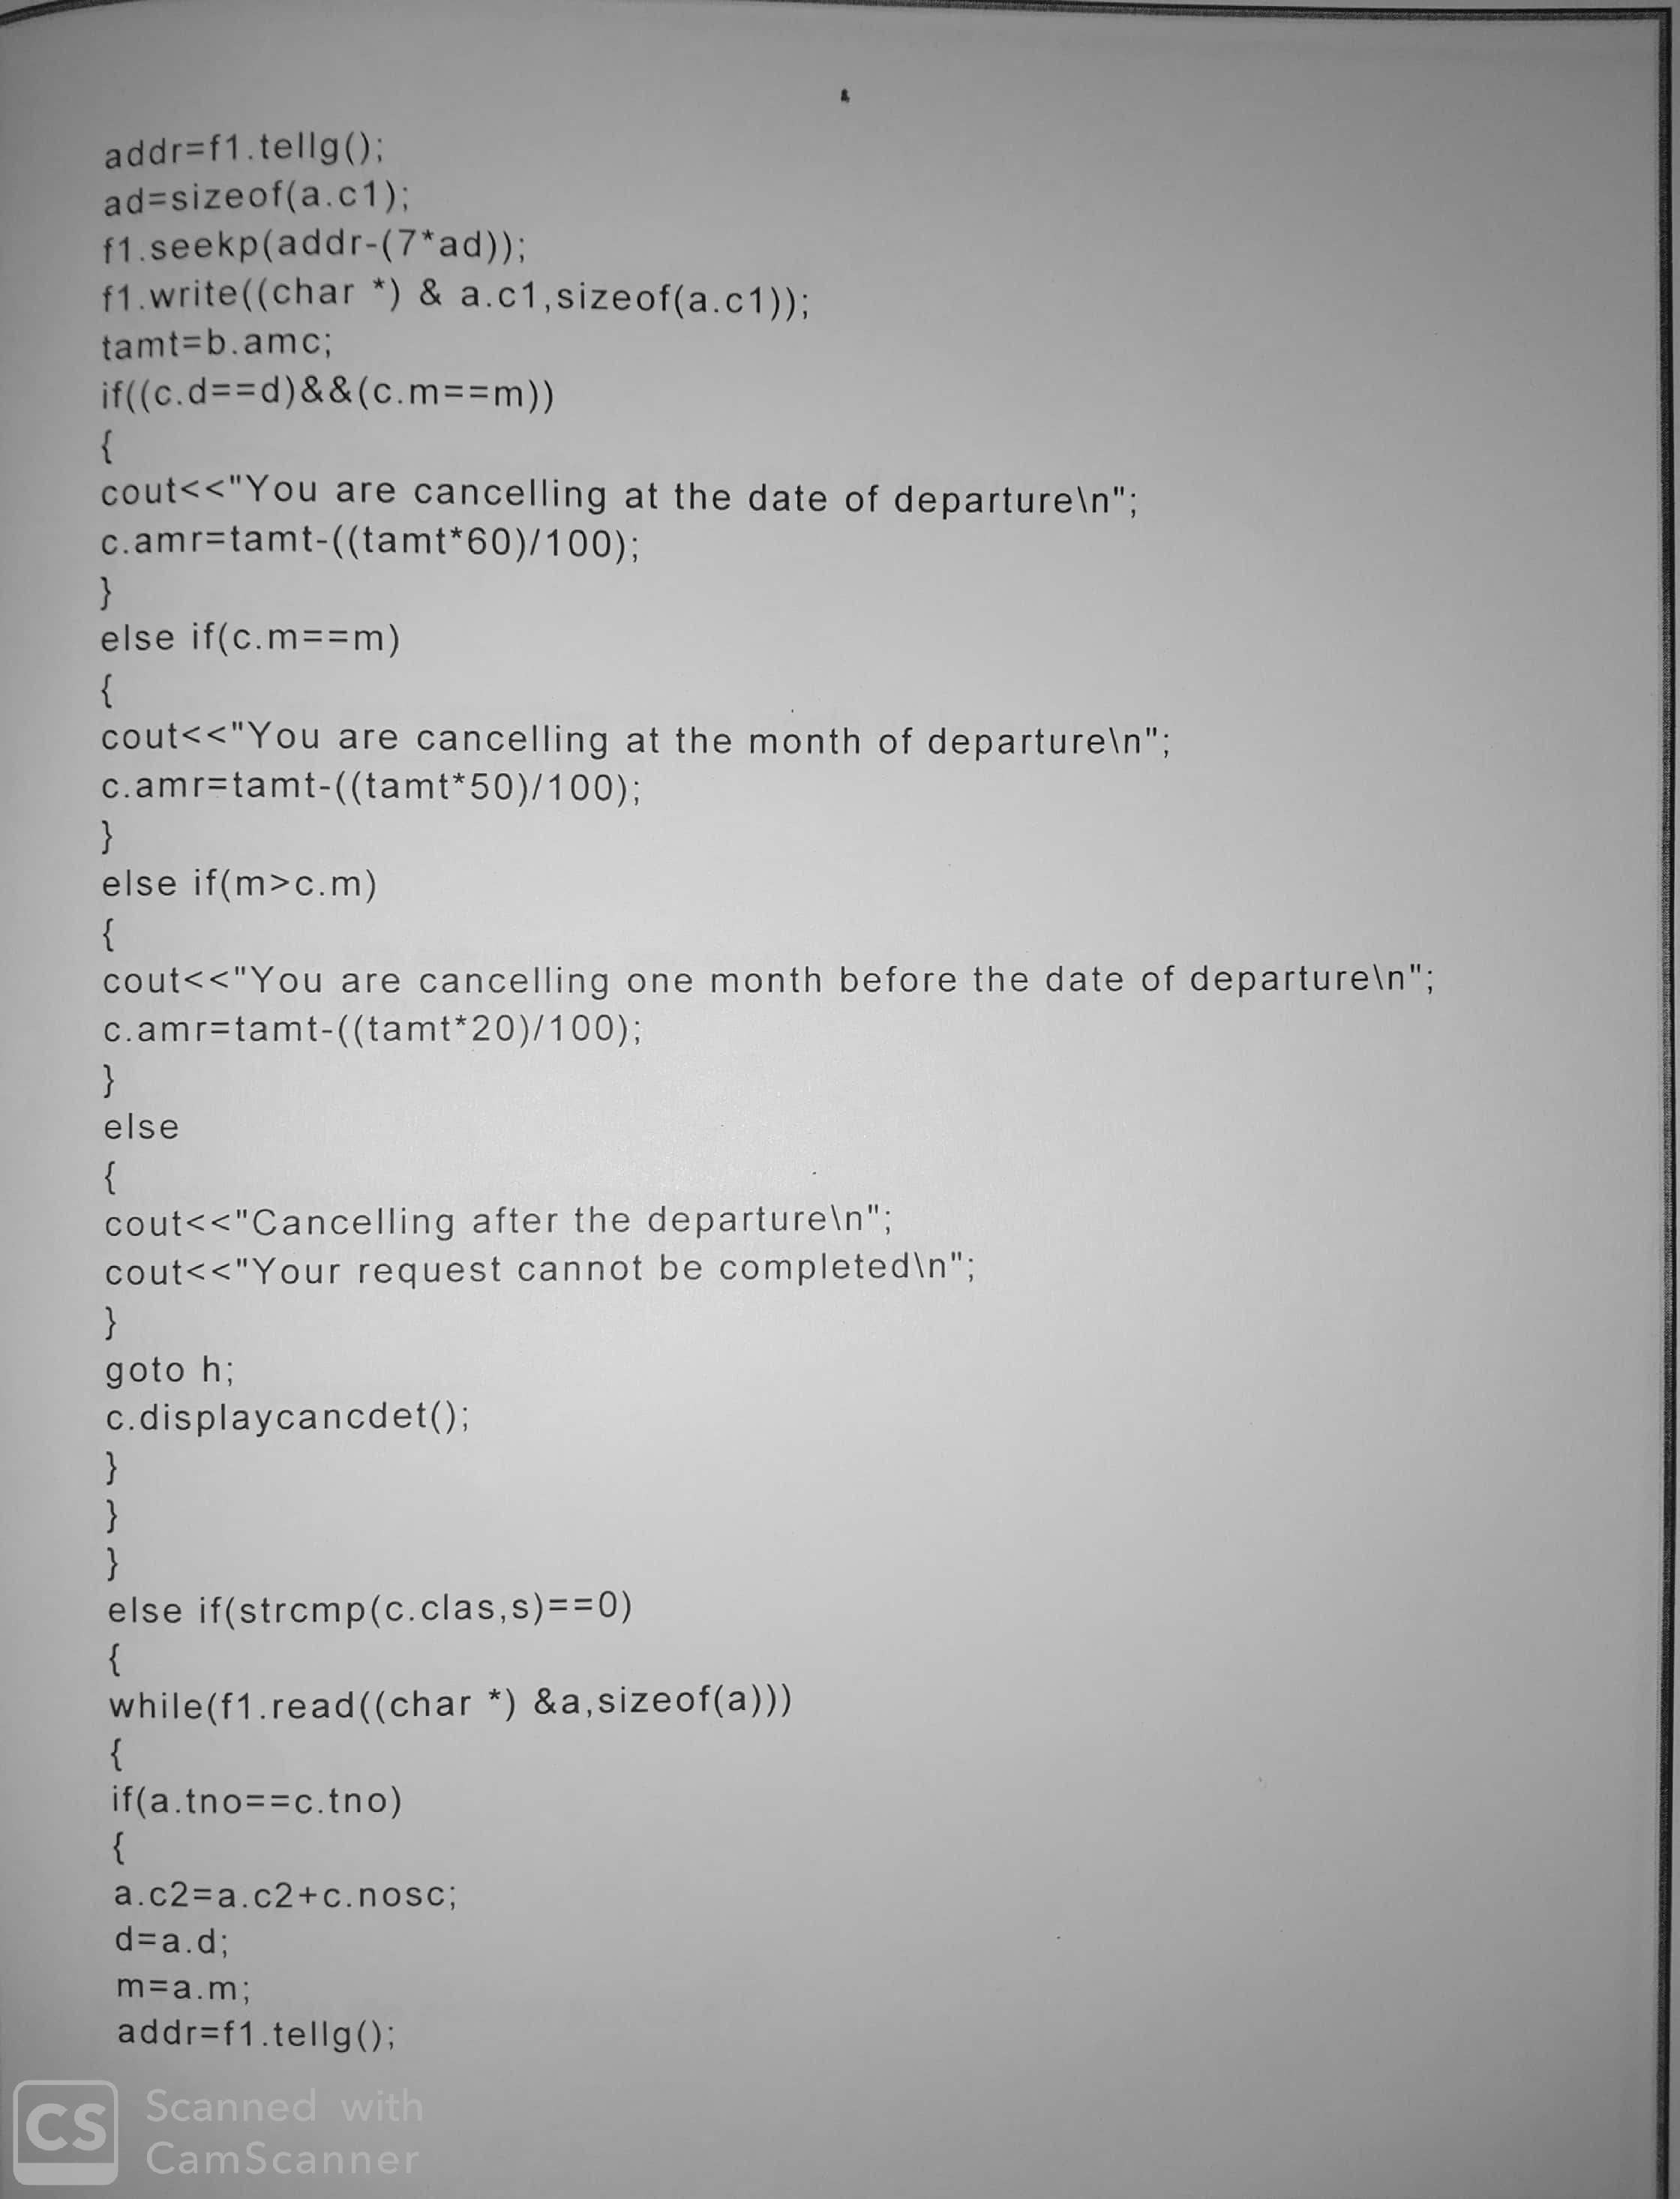 addr=f1.tellg();
ad=sizeof(a.c1);
f1.seekp(addr-(7*ad));
f1.write((char *) & a.c1,sizeof(a.c1));
tamt=b.amc;
if((c.d==d)&&(c.m==m))
{
cout<<"You are cancelling at the date of departure\n";
c.amr=tamt-((tamt*60)/100);
}
else if(c.m==m)
{
cout<<"You are cancelling at the month of departure\n";
c.amr=tamt-((tamt*50)/100);
}
else if(m>c.m)
{
cout<<"You are cancelling one month before the date of departure\n";
c.amr=tamt-((tamt*20)/100);
}
else
{
cout<<"Cancelling after the departure\n";
cout<<"Your request cannot be completed\n";
}
goto h;
c.displaycancdet();
}
}
}
else if(strcmp(c.clas,s)==0)
{
while(f1.read((char *) &a,sizeof(a)))
{
if(a.tno==c.tno)
{
a.c2=a.c2+c.nosc;
d=a.d;
m=a.m;
addr=f1.tellg();
CS
Scanned with
CamScanner